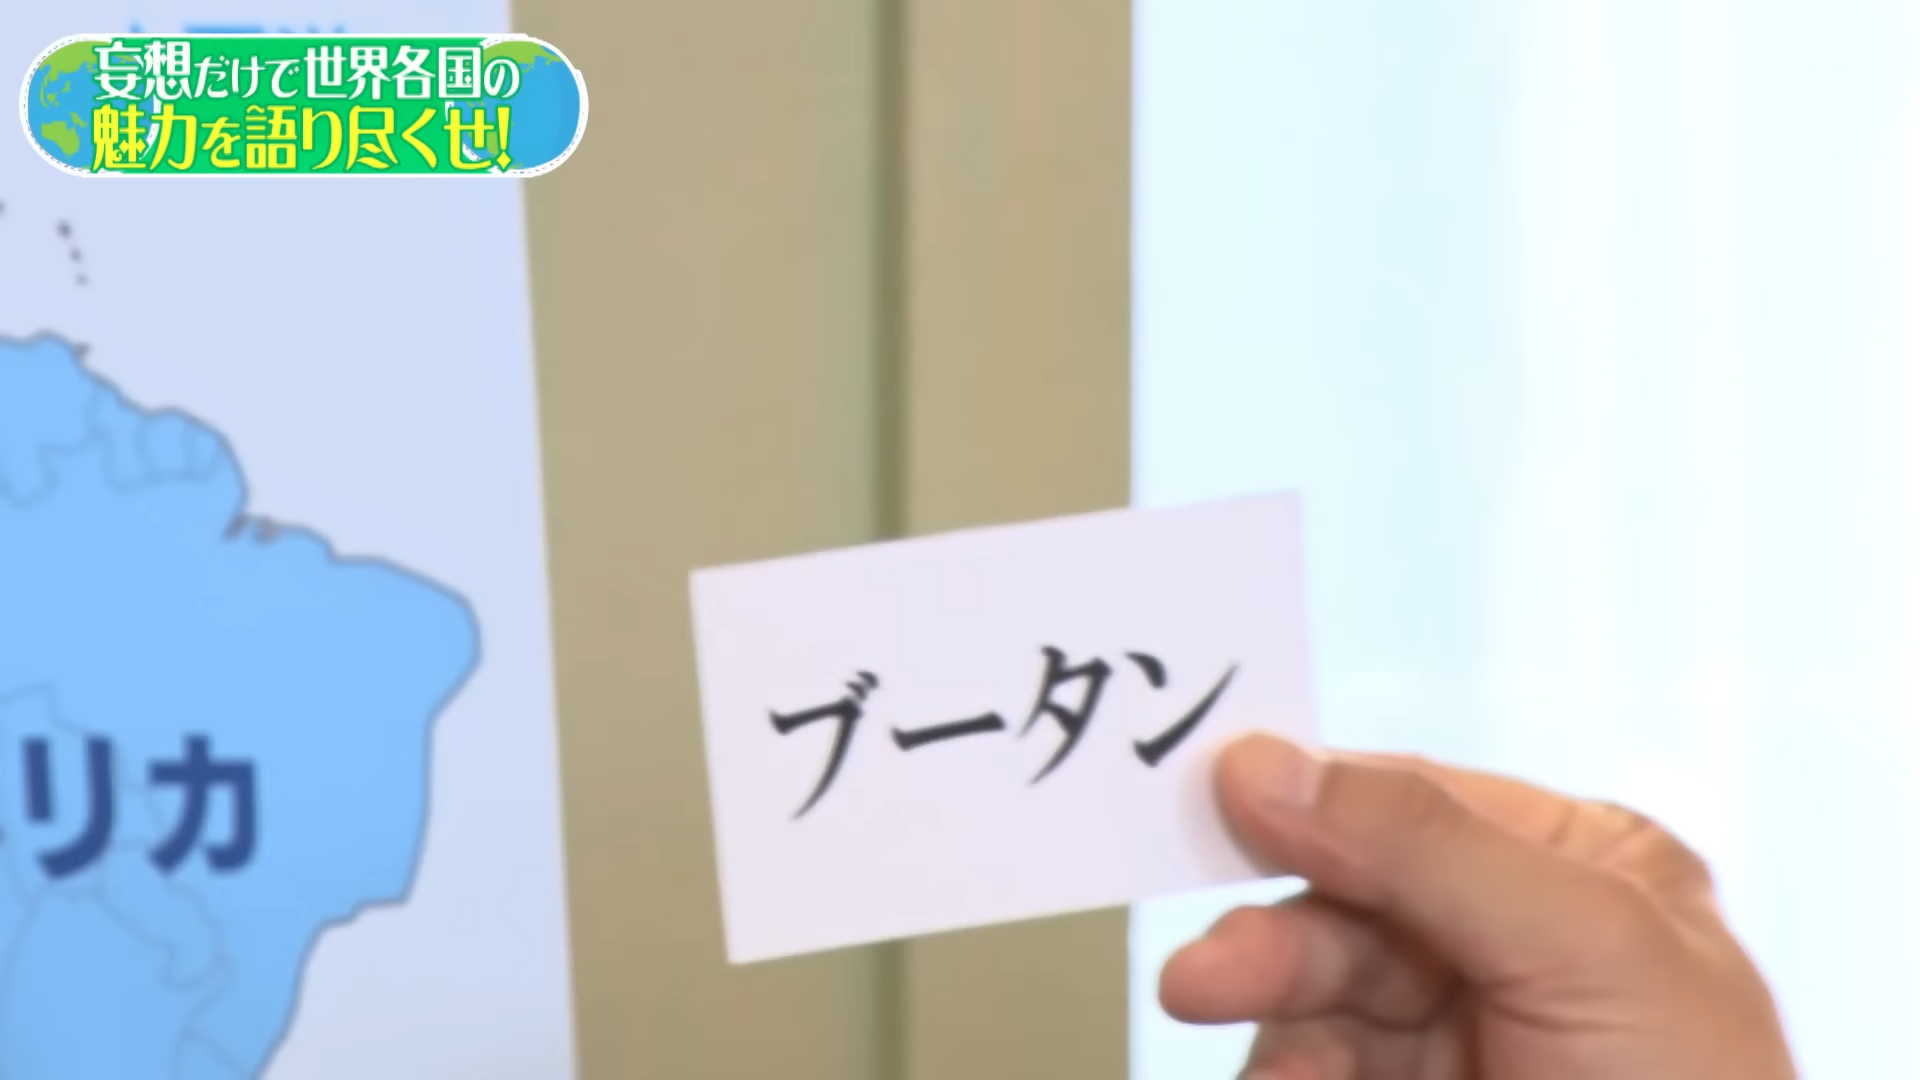 妄想だけで世界各国の
魅力を語り尽くせ!
ブータン
リカ